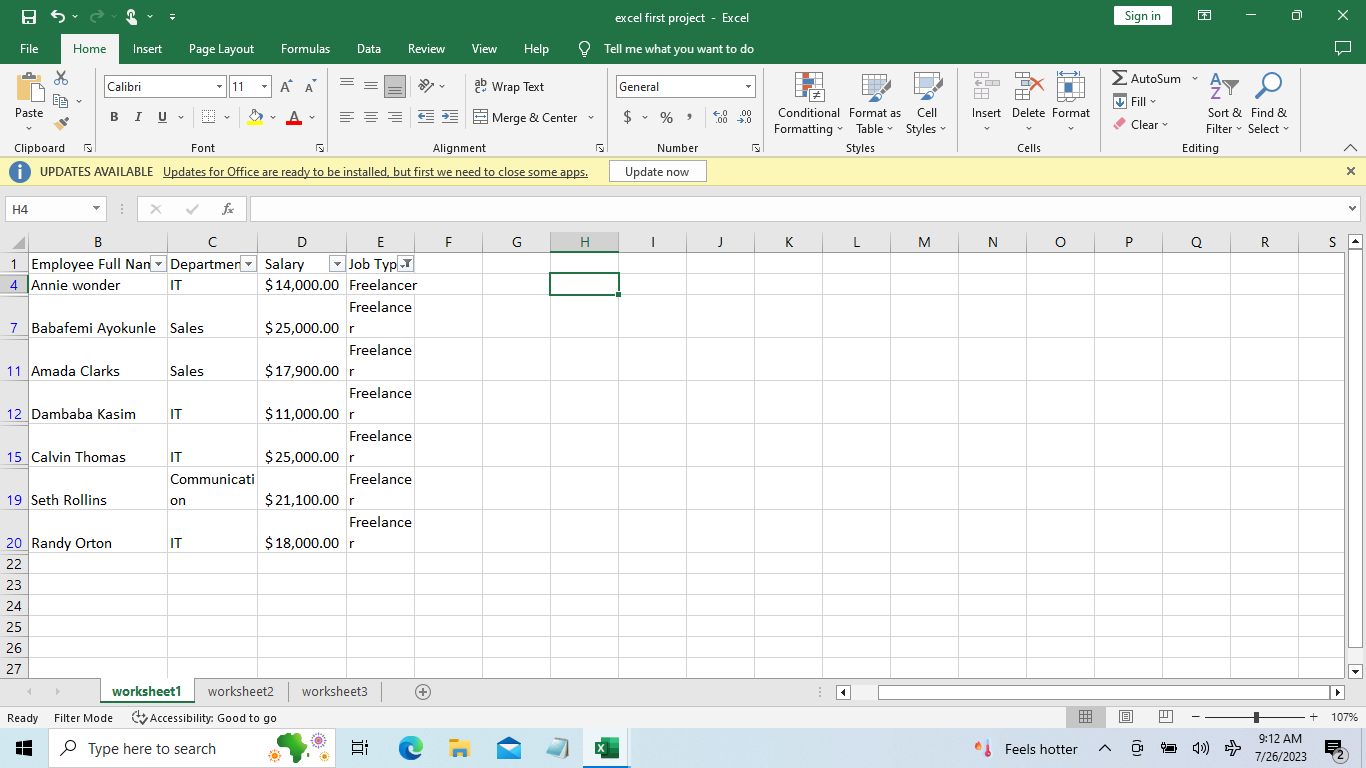 excel first project - Excel
Sign in
File Home Insert Page Layout Formulas Data Review View Help Tell me what you want to do
Paste
Clipboard
Calibri 11
B I U
Font
Wrap Text
Merge & Center
Alignment
General
$ % ,
Number
Conditional Formatting
Format as Table
Cell Styles
Styles
Insert Delete Format
Cells
AutoSum
Fill
Clear
Sort & Filter
Find & Select
Editing
UPDATES AVAILABLE Updates for Office are ready to be installed, but first we need to close some apps. Update now
H4 fx
B C D E F G H I J K L M N O P Q R S
1 Employee Full Nam Departmen Salary Job Typ
4 Annie wonder IT $14,000.00 Freelancer
7 Babafemi Ayokunle Sales $25,000.00 Freelancer
11 Amada Clarks Sales $17,900.00 Freelancer
12 Dambaba Kasim IT $11,000.00 Freelancer
15 Calvin Thomas IT $25,000.00 Freelancer
19 Seth Rollins Communication $21,100.00 Freelancer
20 Randy Orton IT $18,000.00 Freelancer
22
23
24
25
26
27
worksheet1 worksheet2 worksheet3
Ready Filter Mode Accessibility: Good to go 107%
Type here to search
Feels hotter
9:12 AM
7/26/2023
2